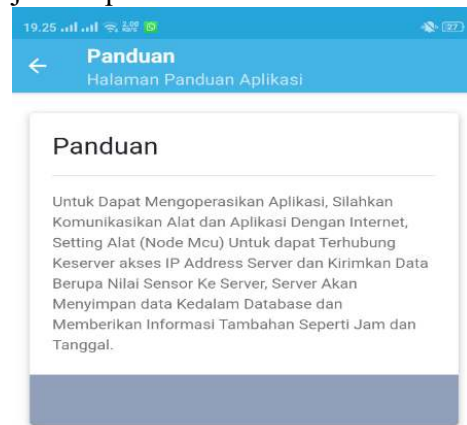 19.25
27
Panduan
Halaman Panduan Aplikasi
Panduan
Untuk Dapat Mengoperasikan Aplikasi, Silahkan
Komunikasikan Alat dan Aplikasi Dengan Internet,
Setting Alat (Node Mcu) Untuk dapat Terhubung
Keserver akses IP Address Server dan Kirimkan Data
Berupa Nilai Sensor Ke Server, Server Akan
Menyimpan data Kedalam Database dan
Memberikan Informasi Tambahan Seperti Jam dan
Tanggal.